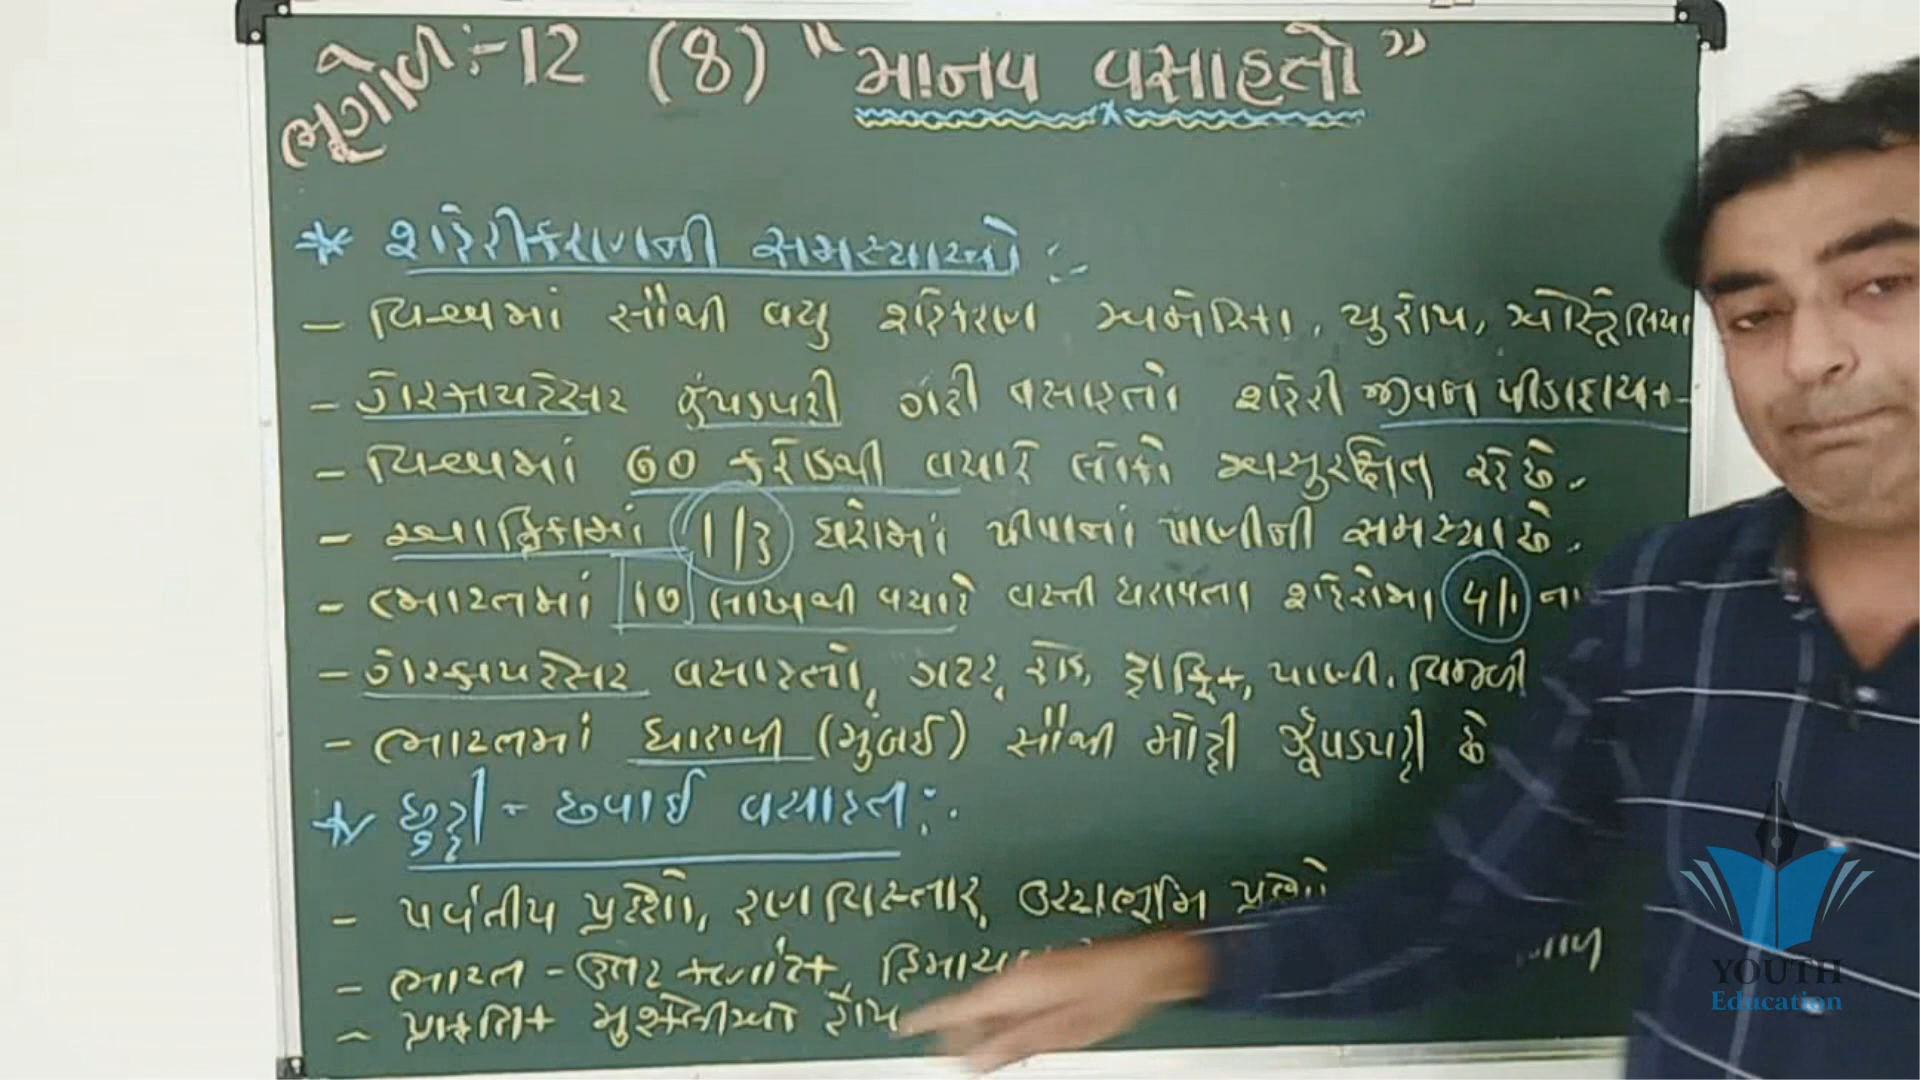 ભૂગોળ:-12 (8) "માનવ વસાહતો"
* શહેરીકરણની સમસ્યાઓ :-
- વિશ્વમાં સૌથી વધુ શહેરીકરણ અમેરિકા, યુરોપ, ઓસ્ટ્રેલિયા
- ગેરકાયદેસર ઝુંપડપટ્ટી ગંદી વસાહતો શહેરી જીવન પીડાદાયક
- વિશ્વમાં 60 કરોડથી વધારે લોકો અસુરક્ષિત રહે છે.
- આફ્રિકામાં 1/3 ઘરોમાં પીવાનાં પાણીની સમસ્યા છે.
- ભારતમાં 10 લાખથી વધારે વસ્તી ધરાવતા શહેરોમાં
- ગેરકાયદેસર વસાહતો, ગટર, રોડ, ટ્રાફિક, પાણી, વિજળી
- ભારતમાં ધારાવી (મુંબઈ) સૌથી મોટી ઝૂંપડપટ્ટી છે
* છુટી - છવાઈ વસાહત :-
- પર્વતીય પ્રદેશો, રણ વિસ્તાર, ઉચ્ચભૂમિ
- ભારત - ઉત્તર કર્ણાટક,
- પ્રાકૃતિક મુશ્કેલીઓ હોય
YOUTH
Education